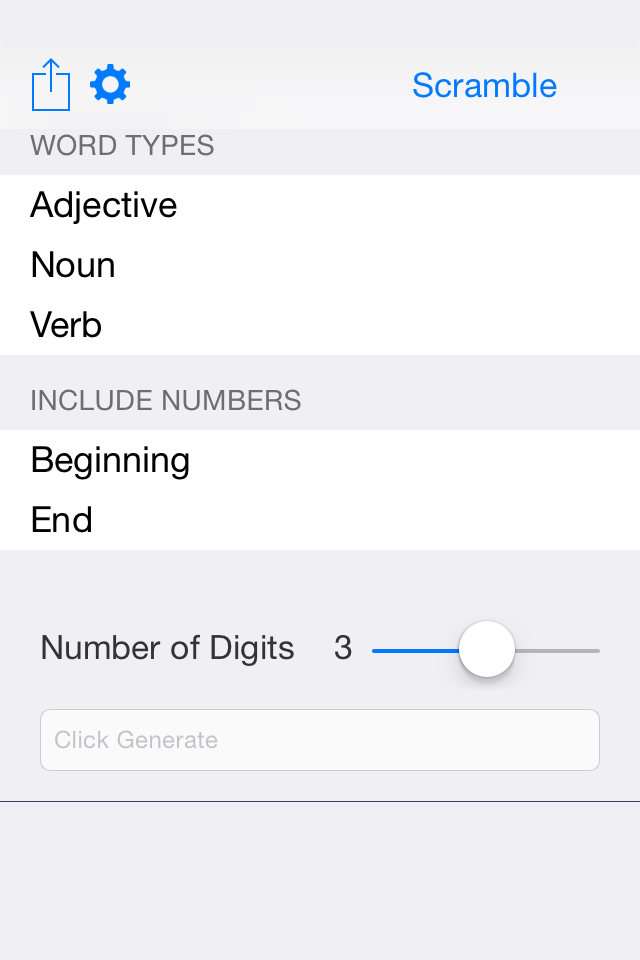 Scramble
WORD TYPES
Adjective
Noun
Verb
INCLUDE NUMBERS
Beginning
End
Number of Digits 3
Click Generate